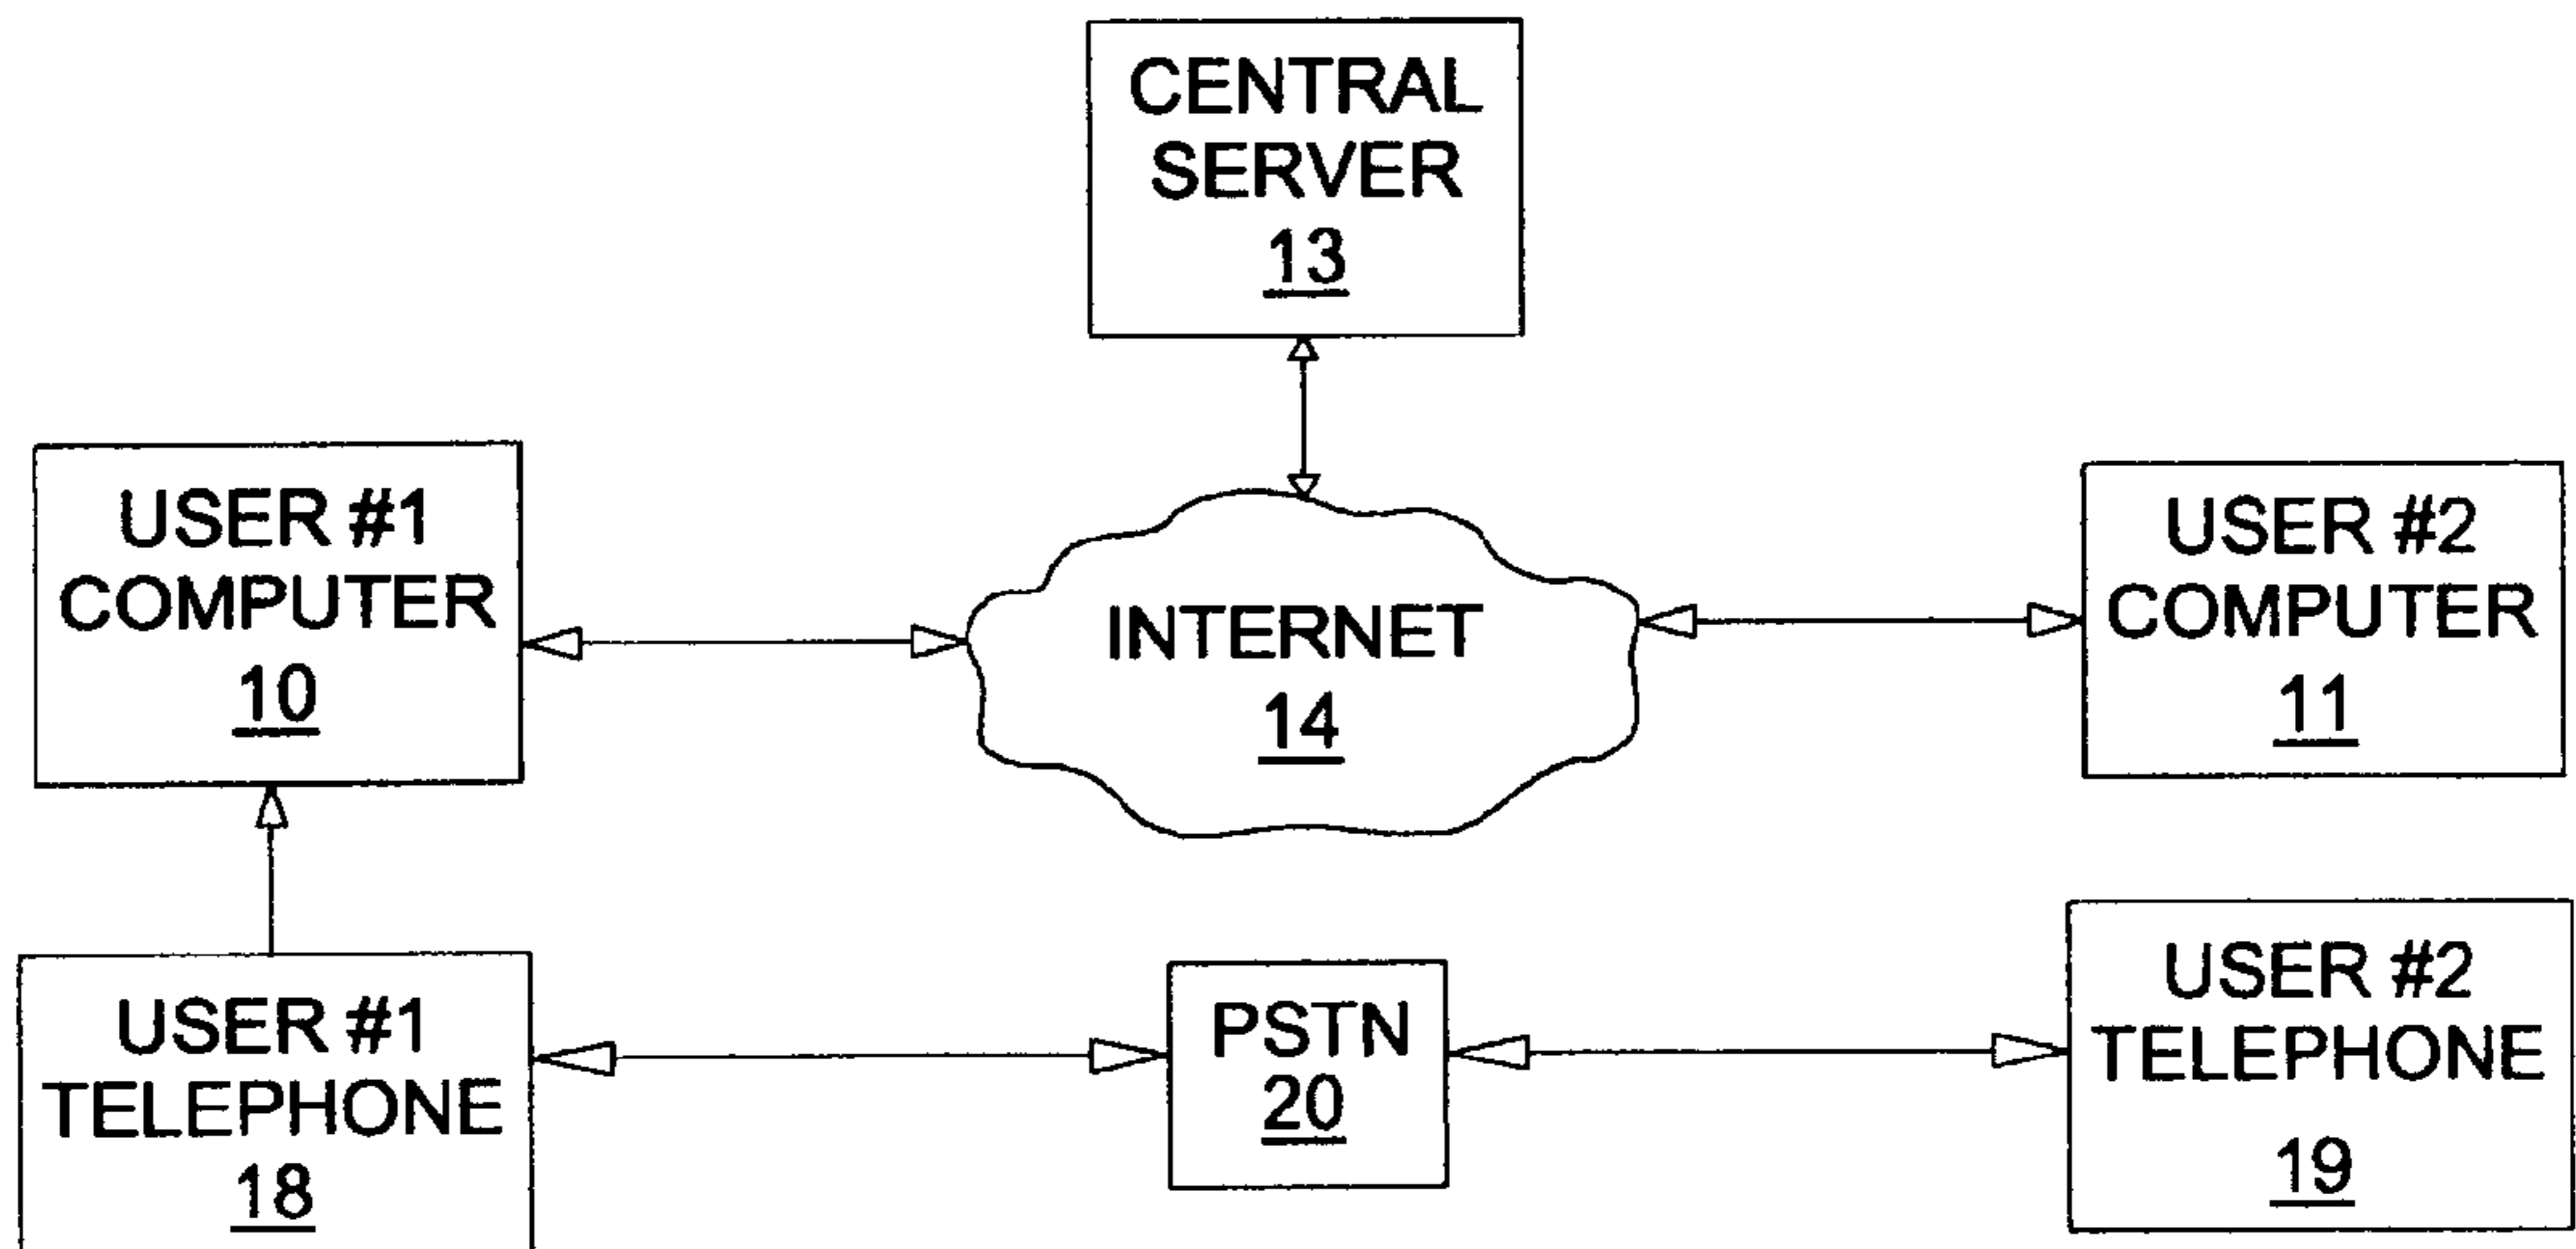 CENTRAL
SERVER
13
USER #1
COMPUTER
10
INTERNET
14
USER #2
COMPUTER
11
USER #1
TELEPHONE
18
PSTN
20
USER #2
TELEPHONE
19